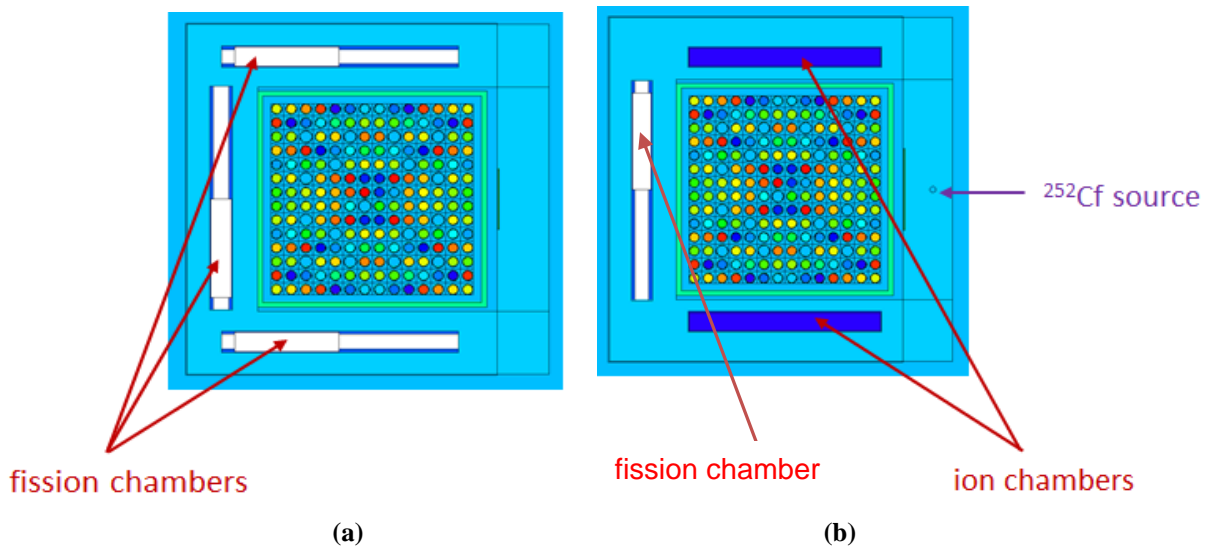 ²⁵²Cf source
fission chambers
fission chamber
ion chambers
(a)
(b)